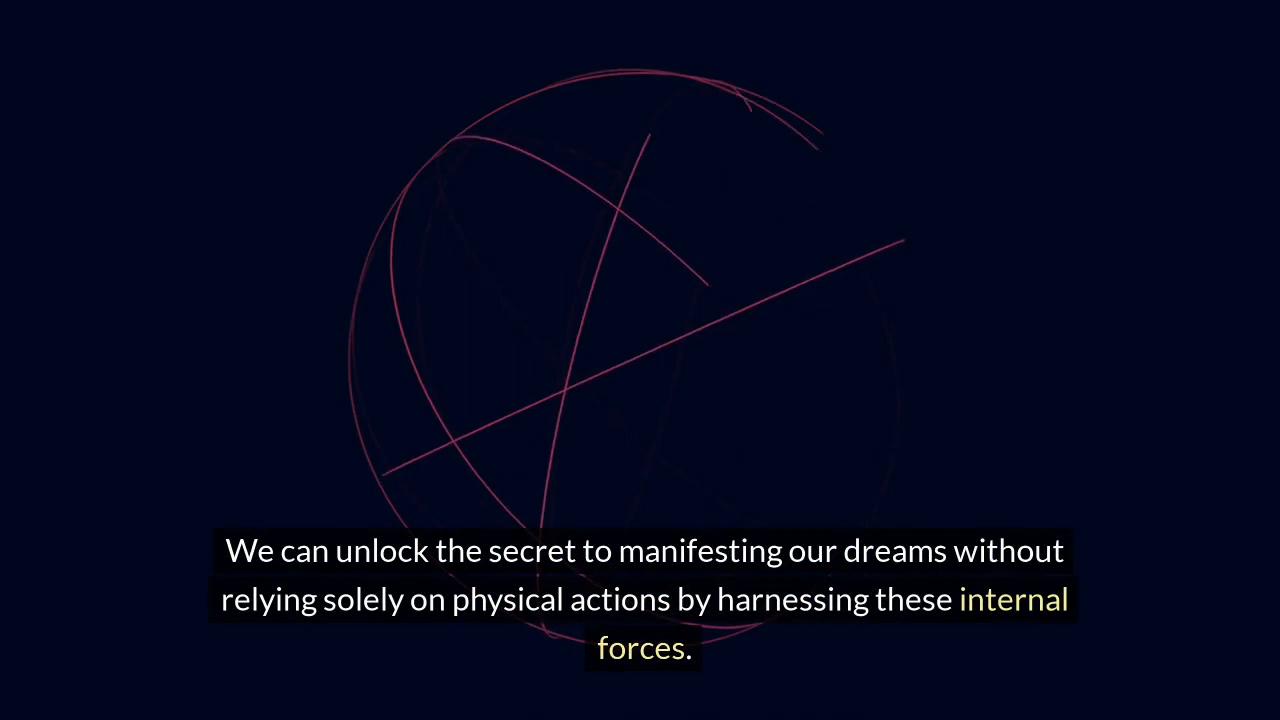 We can unlock the secret to manifesting our dreams without
relying solely on physical actions by harnessing these internal
forces.